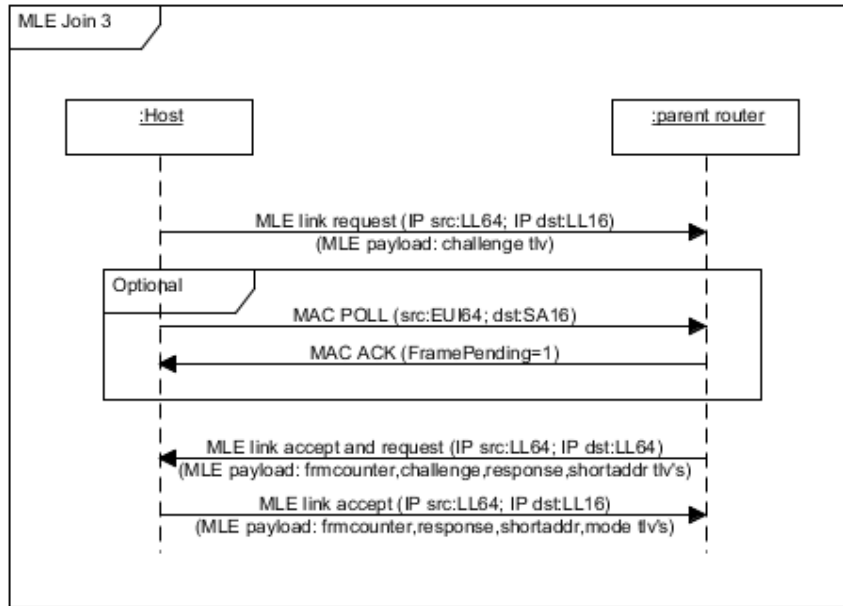 MLE Join 3
:Host
:parent router
MLE link request (IP src:LL64; IP dst:LL16)
(MLE payload: challenge tlv)
Optional
MAC POLL (src:EUI64; dst:SA16)
MAC ACK (FramePending=1)
MLE link accept and request (IP src:LL64; IP dst:LL64)
(MLE payload: frmcounter,challenge,response,shortaddr tlv's)
MLE link accept (IP src:LL64; IP dst:LL16)
(MLE payload: frmcounter,response,shortaddr,mode tlv's)